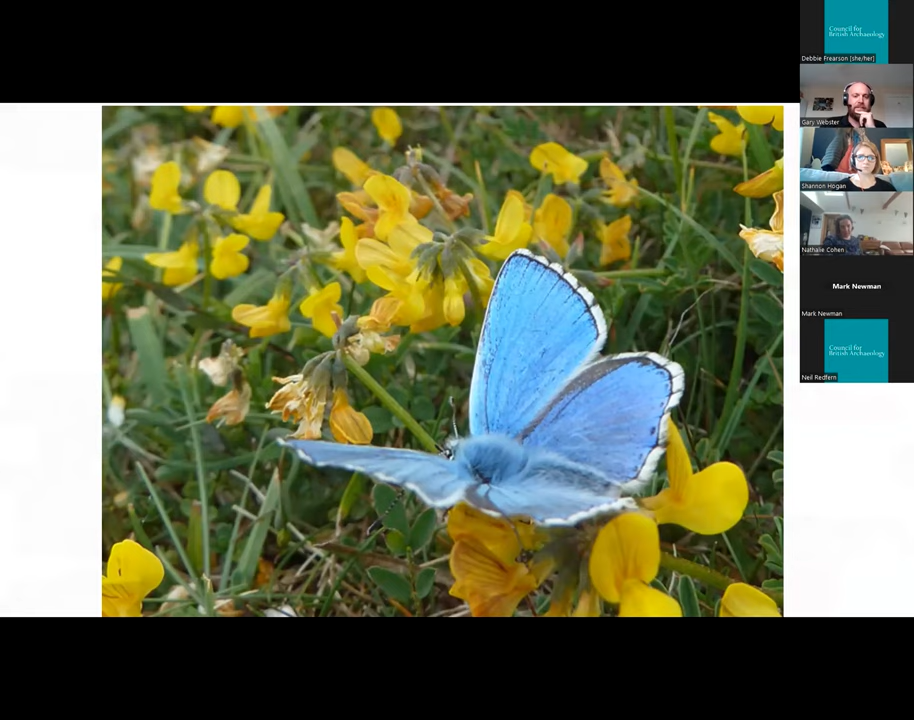 Council for
British Archaeology
Debbie Frearson [she/her]
Gary Webster
Shannon Hogan
Nathalie Cohen
Mark Newman
Mark Newman
Council for
British Archaeology
Neil Redfern